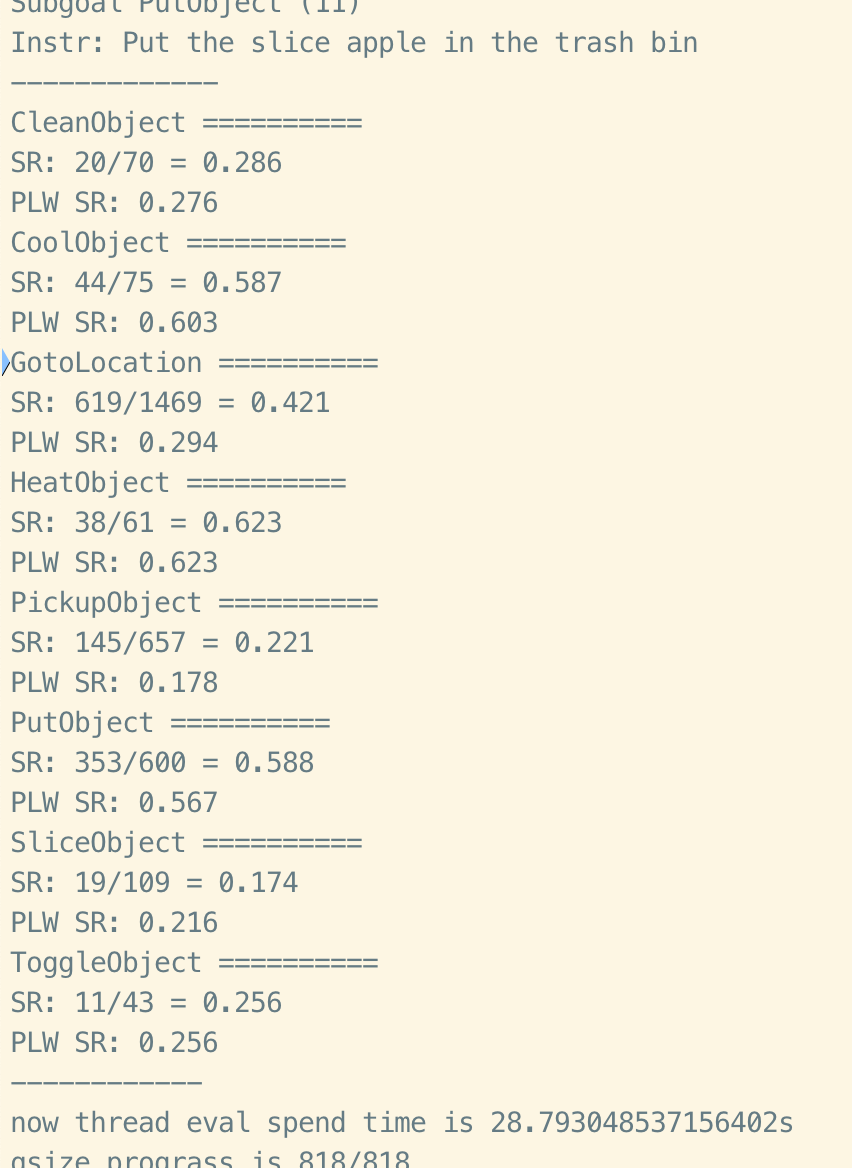 Subgoal PutObject (11)
Instr: Put the slice apple in the trash bin
-------------
CleanObject ==========
SR: 20/70 = 0.286
PLW SR: 0.276
CoolObject ==========
SR: 44/75 = 0.587
PLW SR: 0.603
GotoLocation ==========
SR: 619/1469 = 0.421
PLW SR: 0.294
HeatObject ==========
SR: 38/61 = 0.623
PLW SR: 0.623
PickupObject ==========
SR: 145/657 = 0.221
PLW SR: 0.178
PutObject ==========
SR: 353/600 = 0.588
PLW SR: 0.567
SliceObject ==========
SR: 19/109 = 0.174
PLW SR: 0.216
ToggleObject ==========
SR: 11/43 = 0.256
PLW SR: 0.256
------------
now thread eval spend time is 28.793048537156402s
qsize prograss is 818/818